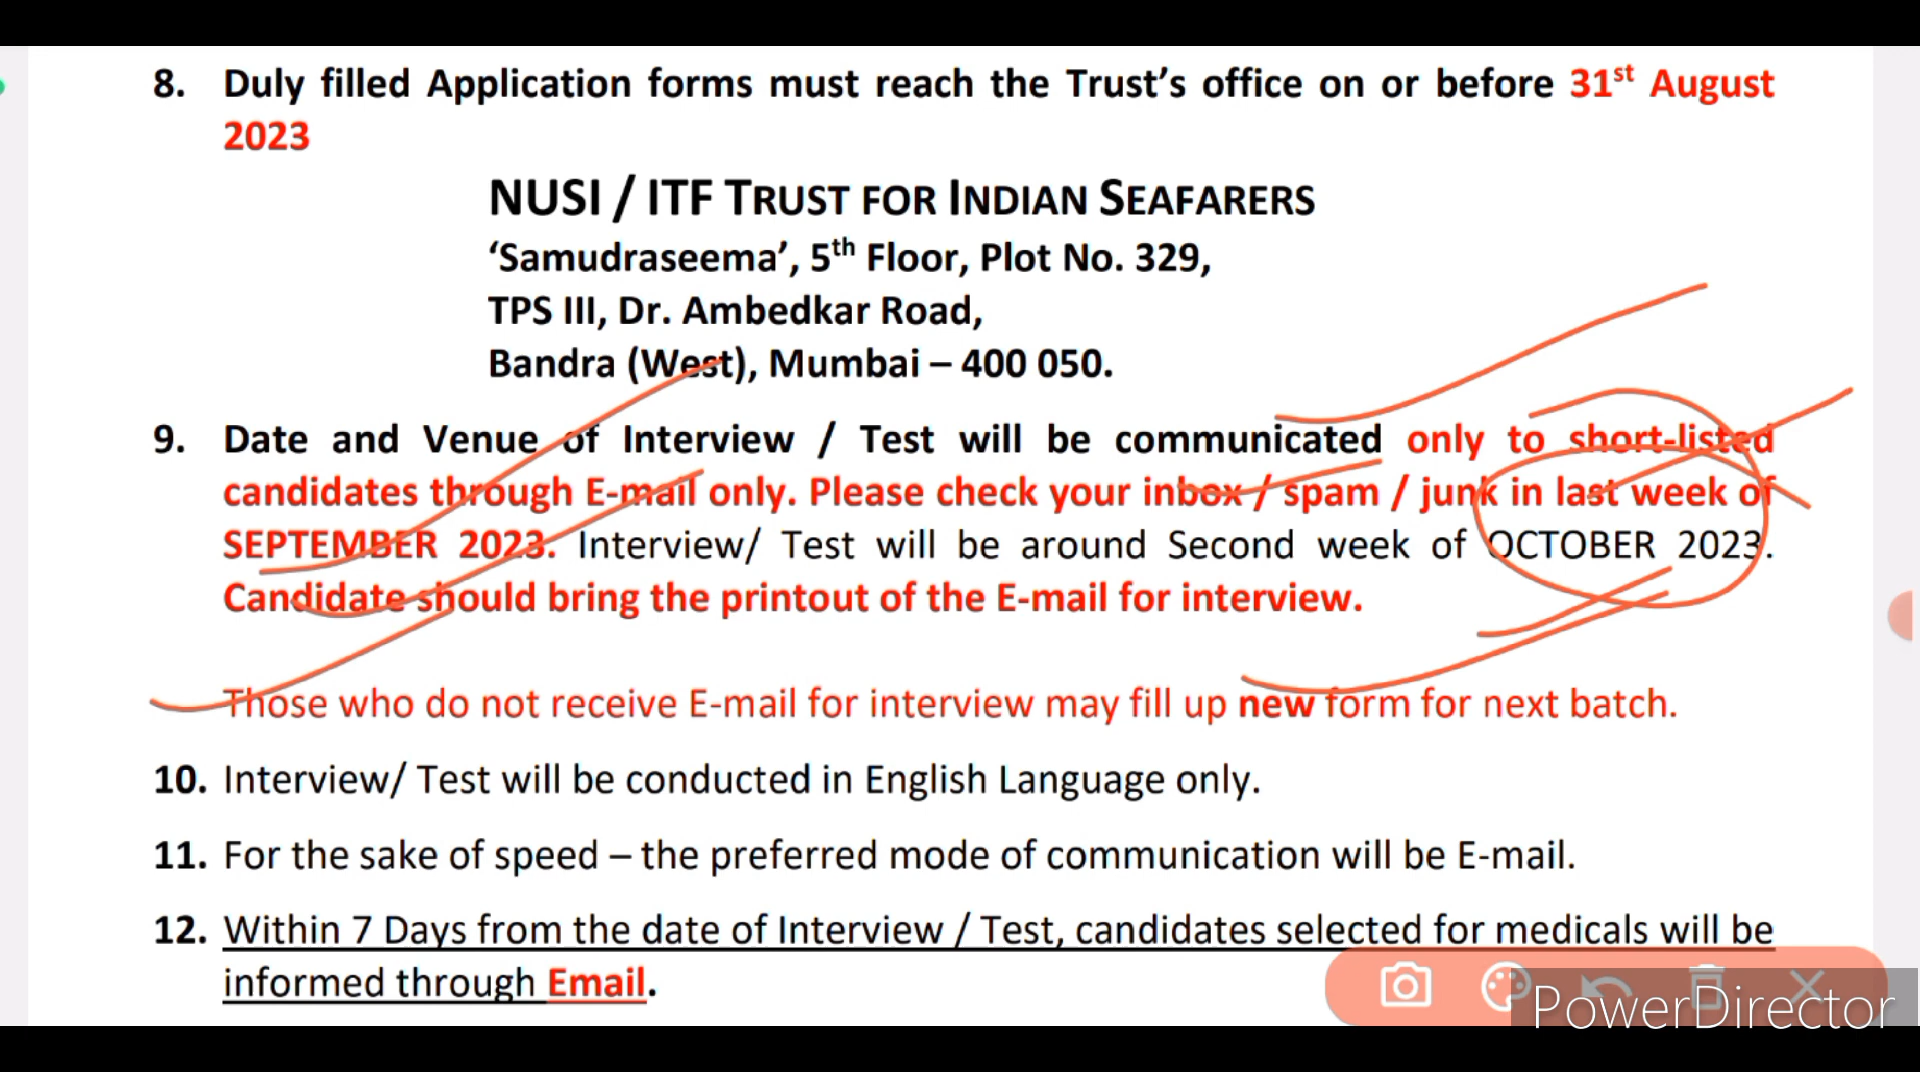 8. Duly filled Application forms must reach the Trust's office on or before 31st August
2023
NUSI / ITF TRUST FOR INDIAN SEAFARERS
'Samudraseema', 5th Floor, Plot No. 329,
TPS III, Dr. Ambedkar Road,
Bandra (West), Mumbai – 400 050.
9. Date and Venue of Interview / Test will be communicated only to short-listed
candidates through E-mail only. Please check your inbox / spam / junk in last week of
SEPTEMBER 2023. Interview/ Test will be around Second week of OCTOBER 2023.
Candidate should bring the printout of the E-mail for interview.
Those who do not receive E-mail for interview may fill up new form for next batch.
10. Interview/ Test will be conducted in English Language only.
11. For the sake of speed – the preferred mode of communication will be E-mail.
12. Within 7 Days from the date of Interview / Test, candidates selected for medicals will be
informed through Email.
PowerDirector